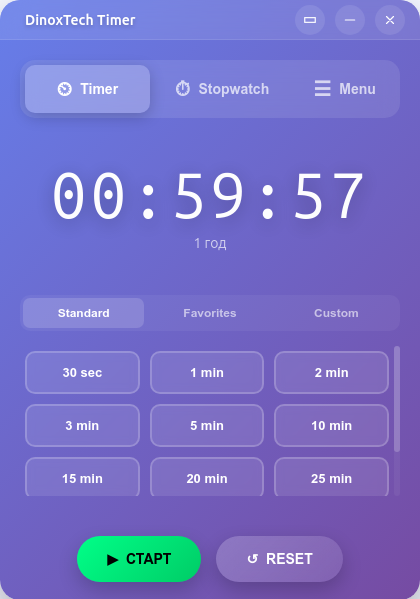 DinoxTech Timer
Timer
Stopwatch
Menu
00:59:57
1 год
Standard
Favorites
Custom
30 sec
1 min
2 min
3 min
5 min
10 min
15 min
20 min
25 min
СТАРТ
RESET